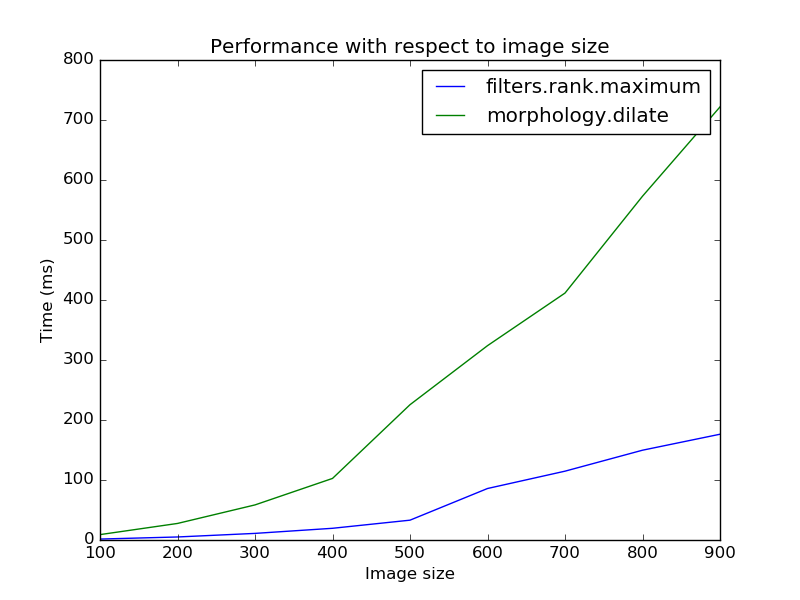 Performance with respect to image size
filters.rank.maximum
morphology.dilate
800
700
600
500
400
300
200
100
0
Time (ms)
100 200 300 400 500 600 700 800 900
Image size